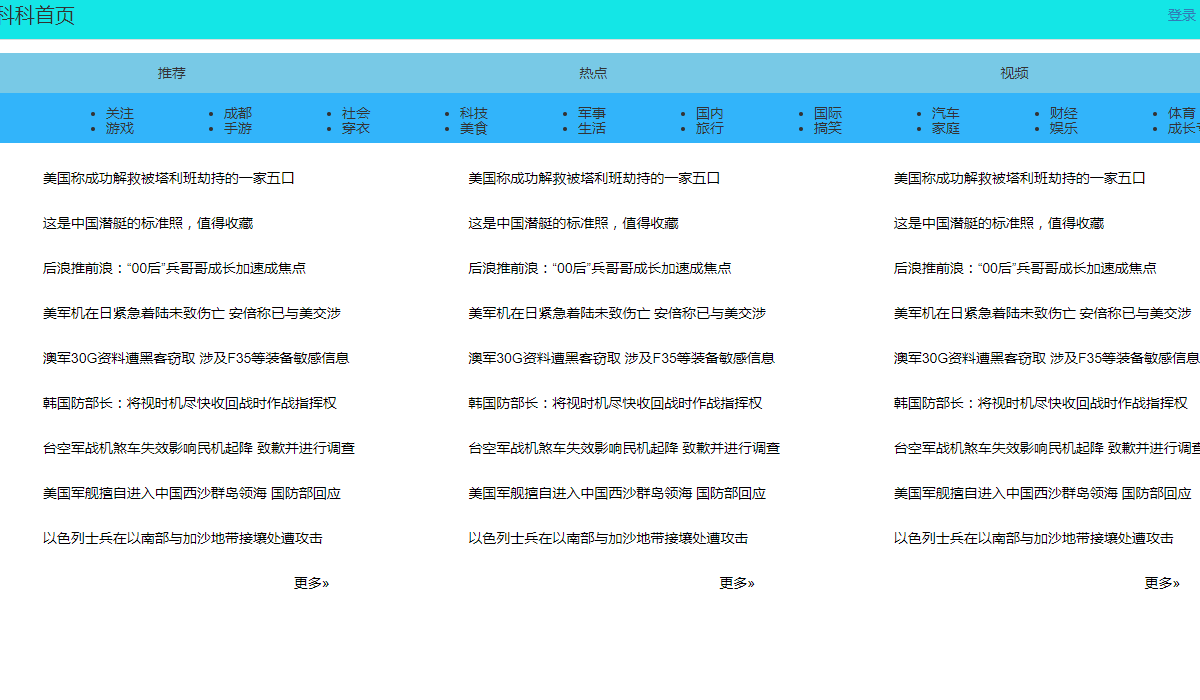 科科首页 登录
推荐 热点 视频
关注 成都 社会 科技 军事 国内 国际 汽车 财经 体育
游戏 手游 穿衣 美食 生活 旅行 搞笑 家庭 娱乐 成长
美国称成功解救被塔利班劫持的一家五口 美国称成功解救被塔利班劫持的一家五口 美国称成功解救被塔利班劫持的一家五口
这是中国潜艇的标准照，值得收藏 这是中国潜艇的标准照，值得收藏 这是中国潜艇的标准照，值得收藏
后浪推前浪：“00后”兵哥哥成长加速成焦点 后浪推前浪：“00后”兵哥哥成长加速成焦点 后浪推前浪：“00后”兵哥哥成长加速成焦点
美军机在日紧急着陆未致伤亡 安倍称已与美交涉 美军机在日紧急着陆未致伤亡 安倍称已与美交涉 美军机在日紧急着陆未致伤亡 安倍称已与美交涉
澳军30G资料遭黑客窃取 涉及F35等装备敏感信息 澳军30G资料遭黑客窃取 涉及F35等装备敏感信息 澳军30G资料遭黑客窃取 涉及F35等装备敏感信息
韩国防部长：将视时机尽快收回战时作战指挥权 韩国防部长：将视时机尽快收回战时作战指挥权 韩国防部长：将视时机尽快收回战时作战指挥权
台空军战机煞车失效影响民机起降 致歉并进行调查 台空军战机煞车失效影响民机起降 致歉并进行调查 台空军战机煞车失效影响民机起降 致歉并进行调查
美国军舰擅自进入中国西沙群岛领海 国防部回应 美国军舰擅自进入中国西沙群岛领海 国防部回应 美国军舰擅自进入中国西沙群岛领海 国防部回应
以色列士兵在以南部与加沙地带接壤处遭攻击 以色列士兵在以南部与加沙地带接壤处遭攻击 以色列士兵在以南部与加沙地带接壤处遭攻击
更多» 更多» 更多»